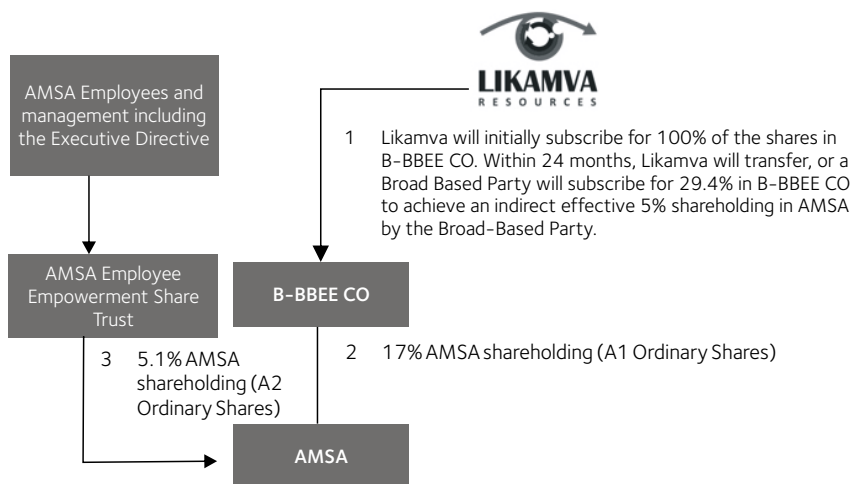 LIKAMVA
RESOURCES
AMSA Employees and
management including
the Executive Directive
1 Likamva will initially subscribe for 100% of the shares in
B-BBEE CO. Within 24 months, Likamva will transfer, or a
Broad Based Party will subscribe for 29.4% in B-BBEE CO
to achieve an indirect effective 5% shareholding in AMSA
by the Broad-Based Party.
AMSA Employee
Empowerment Share
Trust
B-BBEE CO
3 5.1% AMSA
shareholding (A2
Ordinary Shares)
2 17% AMSA shareholding (A1 Ordinary Shares)
AMSA